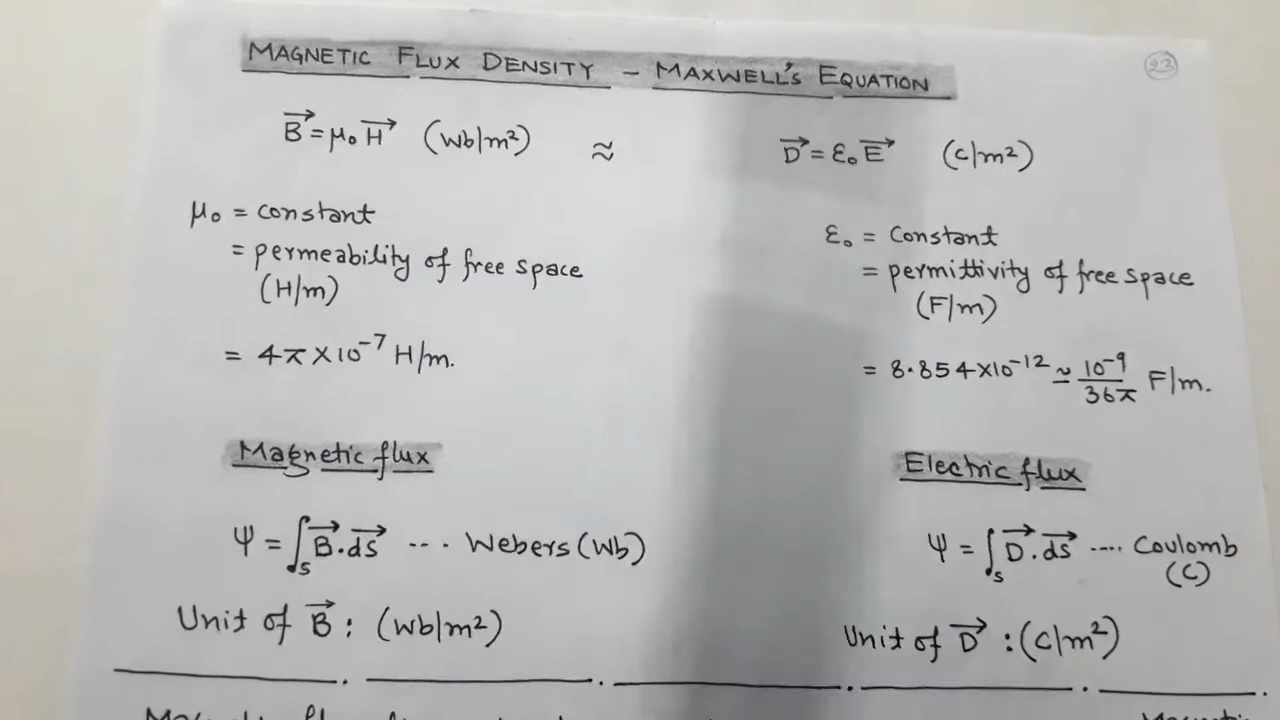 MAGNETIC FLUX DENSITY – MAXWELL'S EQUATION
22
B⃗ = μ₀ H⃗ (Wb/m²) ≈ D⃗ = ε₀ E⃗ (C/m²)
μ₀ = constant
= permeability of free space
(H/m)
= 4π × 10⁻⁷ H/m.
ε₀ = Constant
= permittivity of free space
(F/m)
= 8.854×10⁻¹² ≃ 10⁻⁹/36π F/m.
Magnetic flux
Ψ = ∫ₛ B⃗ . ds⃗ ... Webers (Wb)
Unit of B⃗ : (Wb/m²)
Electric flux
Ψ = ∫ₛ D⃗ . ds⃗ .... Coulomb
(C)
Unit of D⃗ : (C/m²)